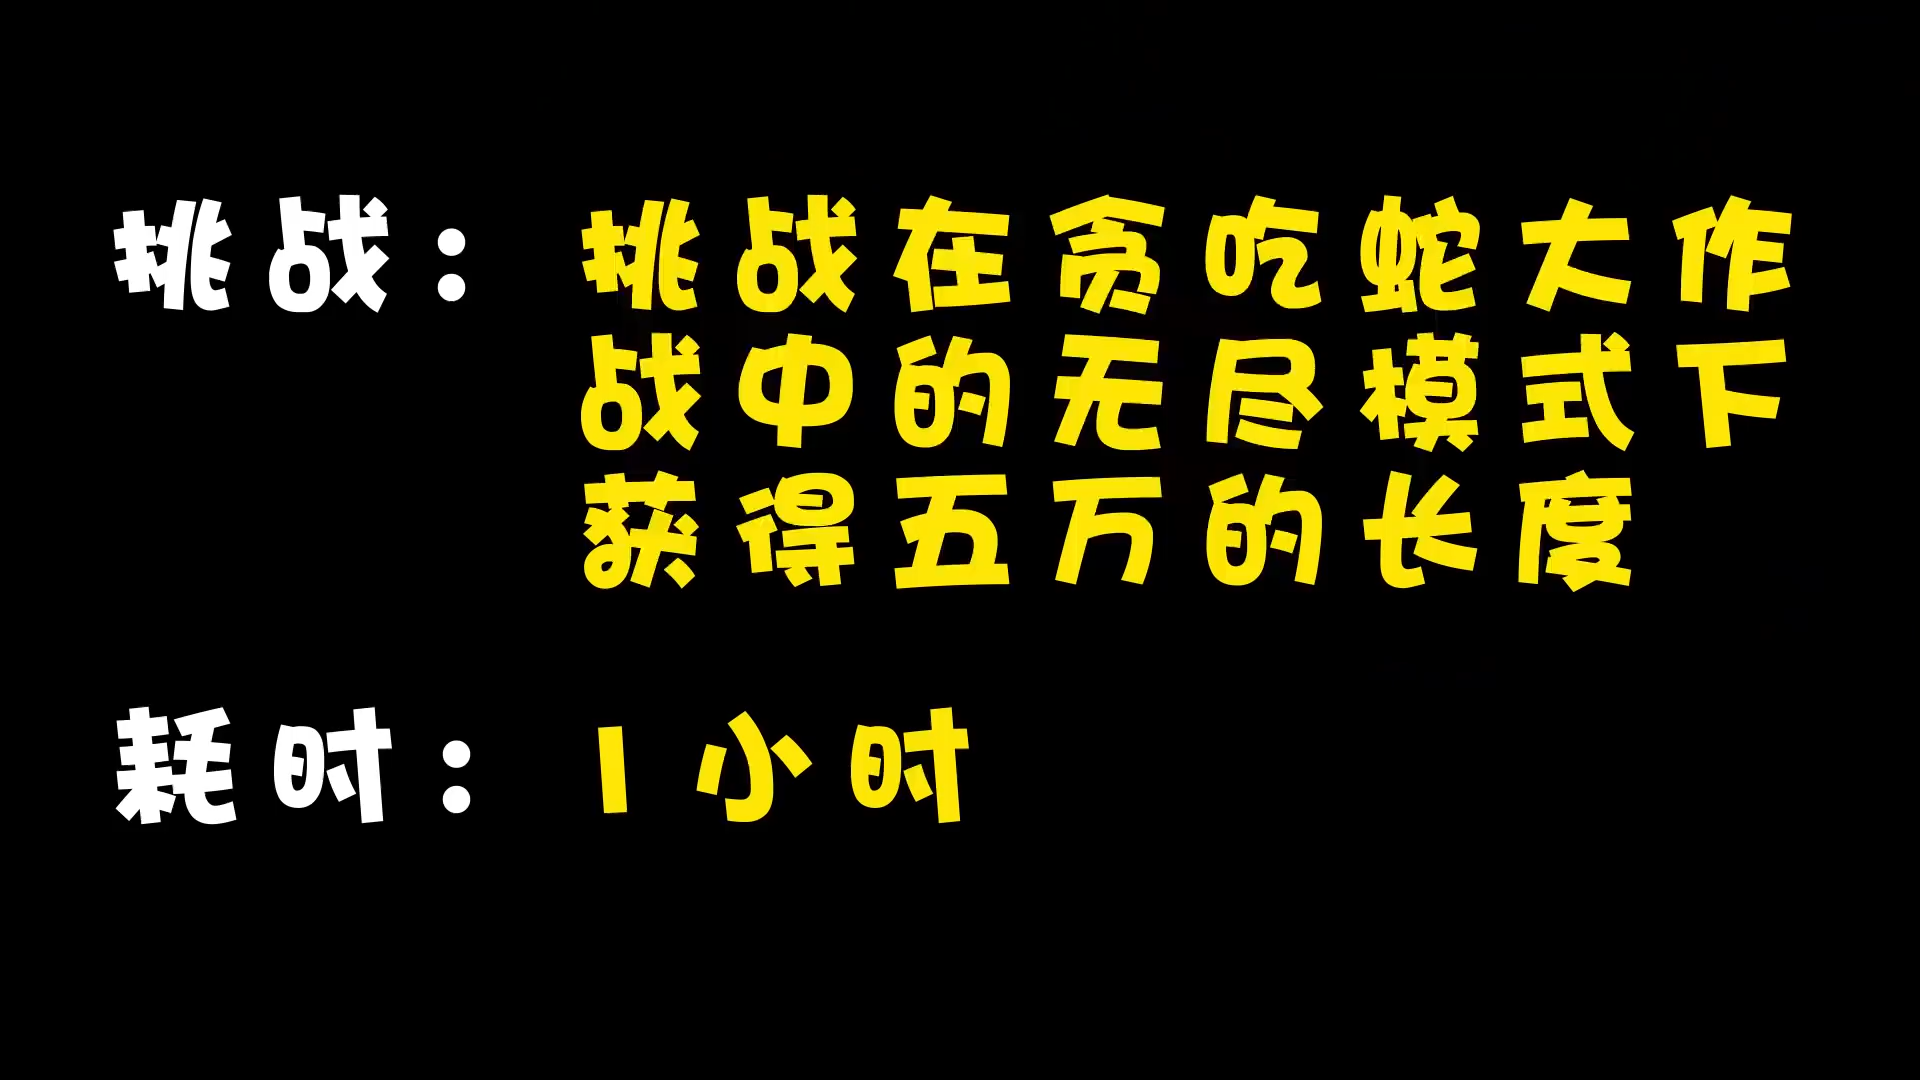 挑战：挑战在贪吃蛇大作
战中的无尽模式下
获得五万的长度
耗时：1小时